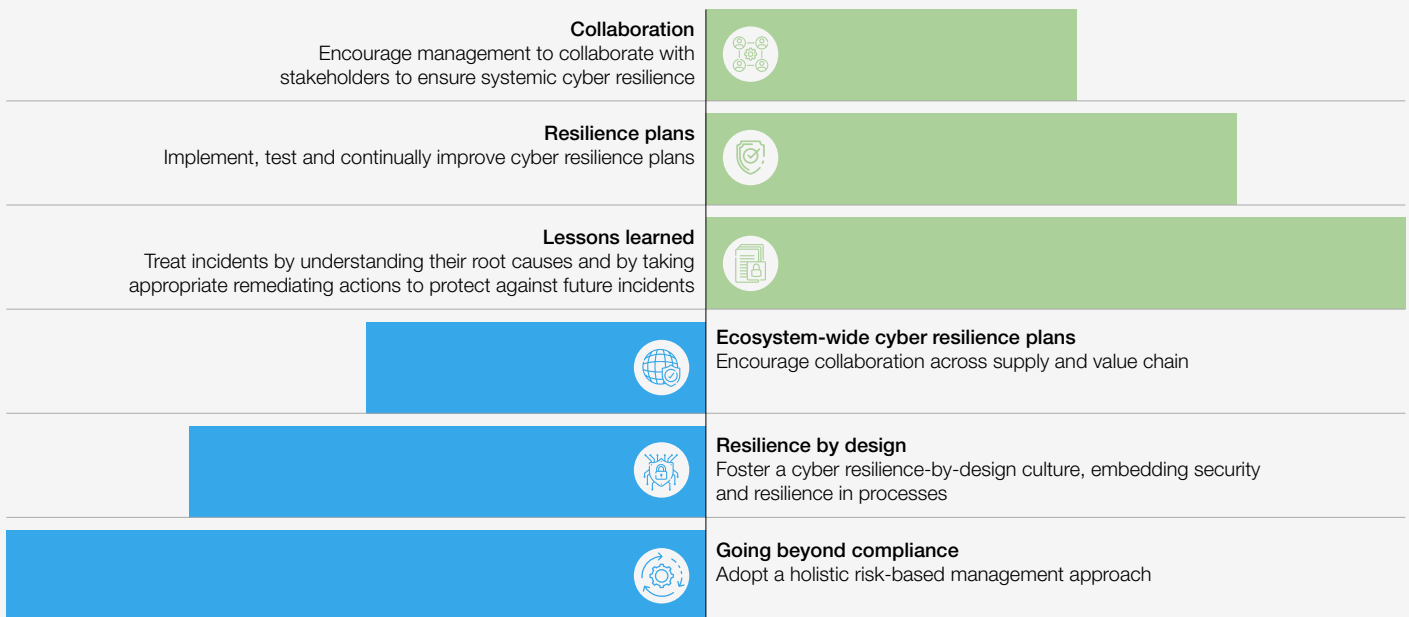 Collaboration
Encourage management to collaborate with
stakeholders to ensure systemic cyber resilience
Resilience plans
Implement, test and continually improve cyber resilience plans
Lessons learned
Treat incidents by understanding their root causes and by taking
appropriate remediating actions to protect against future incidents
Ecosystem-wide cyber resilience plans
Encourage collaboration across supply and value chain
Resilience by design
Foster a cyber resilience-by-design culture, embedding security
and resilience in processes
Going beyond compliance
Adopt a holistic risk-based management approach